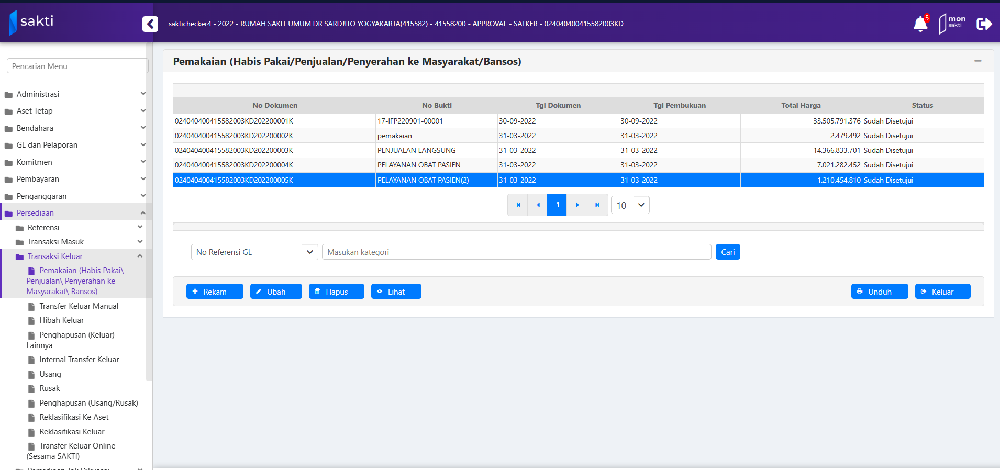 sakti
saktichecker4 - 2022 - RUMAH SAKIT UMUM DR SARDJITO YOGYAKARTA(415582) - 41558200 - APPROVAL - SATKER - 024040400415582003KD
5
mon
sakti
Pencarian Menu
Administrasi
Aset Tetap
Bendahara
GL dan Pelaporan
Komitmen
Pembayaran
Penganggaran
Persediaan
Referensi
Transaksi Masuk
Transaksi Keluar
Pemakaian (Habis Pakai\
Penjualan\ Penyerahan ke
Masyarakat\ Bansos)
Transfer Keluar Manual
Hibah Keluar
Penghapusan (Keluar)
Lainnya
Internal Transfer Keluar
Usang
Rusak
Penghapusan (Usang/Rusak)
Reklasifikasi Ke Aset
Reklasifikasi Keluar
Transfer Keluar Online
(Sesama SAKTI)
Pemakaian (Habis Pakai/Penjualan/Penyerahan ke Masyarakat/Bansos)
No Dokumen No Bukti Tgl Dokumen Tgl Pembukuan Total Harga Status
024040400415582003KD202200001K 17-IFP220901-00001 30-09-2022 30-09-2022 33.505.791.376 Sudah Disetujui
024040400415582003KD202200002K pemakaian 31-03-2022 31-03-2022 2.479.492 Sudah Disetujui
024040400415582003KD202200003K PENJUALAN LANGSUNG 31-03-2022 31-03-2022 14.366.833.701 Sudah Disetujui
024040400415582003KD202200004K PELAYANAN OBAT PASIEN 31-03-2022 31-03-2022 7.021.282.452 Sudah Disetujui
024040400415582003KD202200005K PELAYANAN OBAT PASIEN(2) 31-03-2022 31-03-2022 1.210.454.810 Sudah Disetujui
1 10
No Referensi GL Masukan kategori Cari
Rekam Ubah Hapus Lihat Unduh Keluar